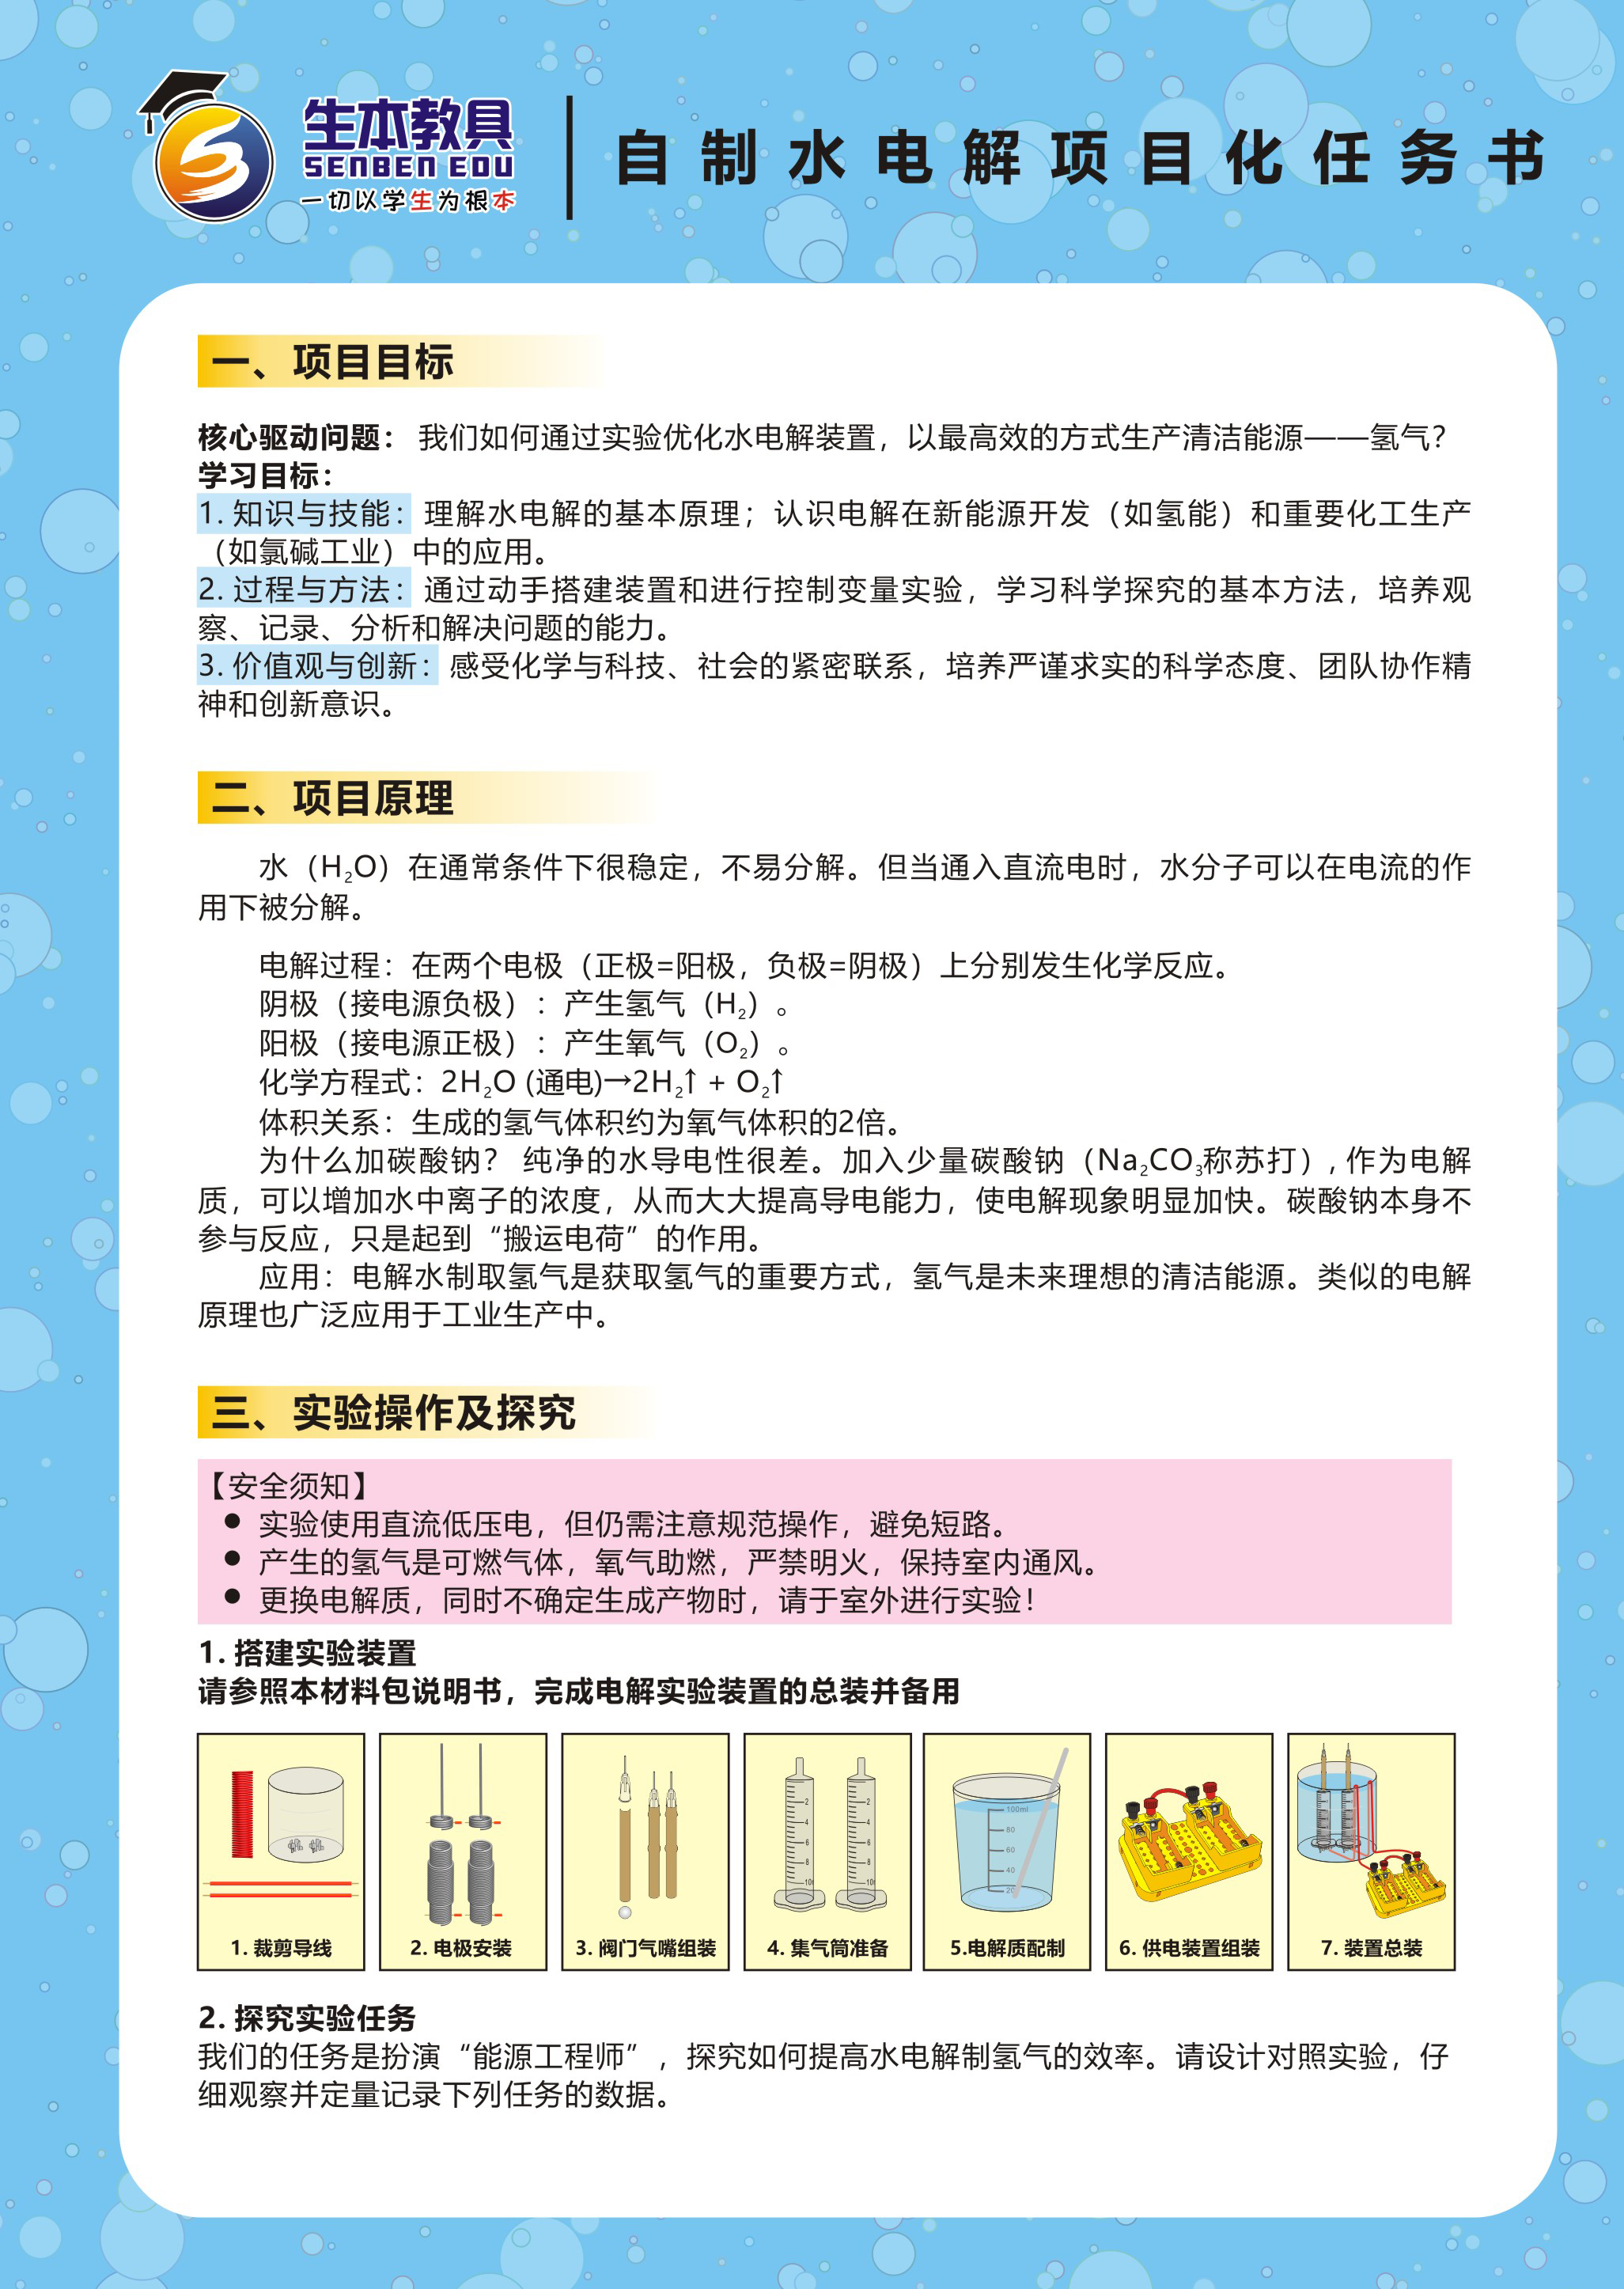 生本教具
SENBEN EDU
一切以学生为根本
自制水电解项目化任务书
一、项目目标
核心驱动问题：我们如何通过实验优化水电解装置，以最高效的方式生产清洁能源——氢气？
学习目标：
1. 知识与技能：理解水电解的基本原理；认识电解在新能源开发（如氢能）和重要化工生产
（如氯碱工业）中的应用。
2. 过程与方法：通过动手搭建装置和进行控制变量实验，学习科学探究的基本方法，培养观
察、记录、分析和解决问题的能力。
3. 价值观与创新：感受化学与科技、社会的紧密联系，培养严谨求实的科学态度、团队协作精
神和创新意识。
二、项目原理
水（H₂O）在通常条件下很稳定，不易分解。但当通入直流电时，水分子可以在电流的作
用下被分解。
电解过程：在两个电极（正极=阳极，负极=阴极）上分别发生化学反应。
阴极（接电源负极）：产生氢气（H₂）。
阳极（接电源正极）：产生氧气（O₂）。
化学方程式：2H₂O (通电)→2H₂↑ + O₂↑
体积关系：生成的氢气体积约为氧气体积的2倍。
为什么加碳酸钠？ 纯净的水导电性很差。加入少量碳酸钠（Na₂CO₃称苏打）, 作为电解
质，可以增加水中离子的浓度，从而大大提高导电能力，使电解现象明显加快。碳酸钠本身不
参与反应，只是起到“搬运电荷”的作用。
应用：电解水制取氢气是获取氢气的重要方式，氢气是未来理想的清洁能源。类似的电解
原理也广泛应用于工业生产中。
三、实验操作及探究
【安全须知】
● 实验使用直流低压电，但仍需注意规范操作，避免短路。
● 产生的氢气是可燃气体，氧气助燃，严禁明火，保持室内通风。
● 更换电解质，同时不确定生成产物时，请于室外进行实验！
1. 搭建实验装置
请参照本材料包说明书，完成电解实验装置的总装并备用
2 2
4 4
6 6
8 8
10 10
100ml
80
60
40
20
1. 裁剪导线
2. 电极安装
3. 阀门气嘴组装
4. 集气筒准备
5.电解质配制
6. 供电装置组装
7. 装置总装
2. 探究实验任务
我们的任务是扮演“能源工程师”，探究如何提高水电解制氢气的效率。请设计对照实验，仔
细观察并定量记录下列任务的数据。